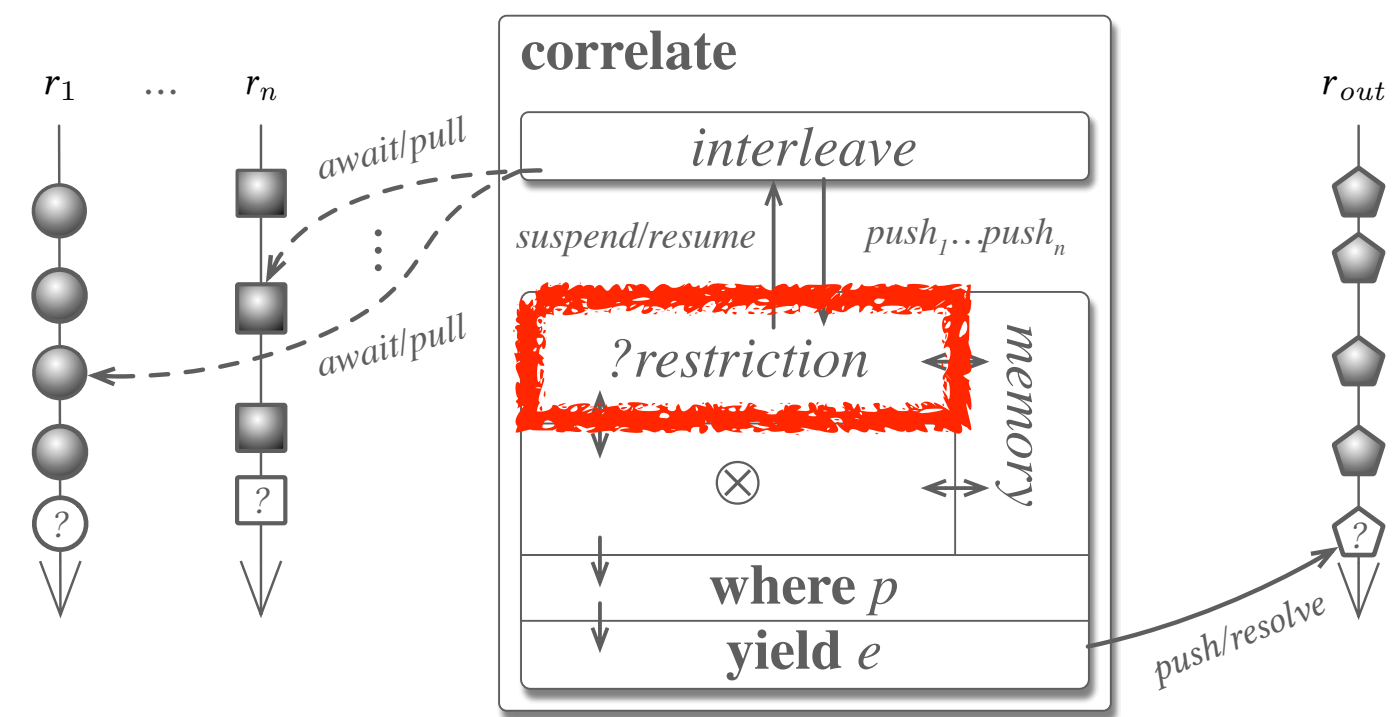 correlate
r1 ... rn
rout
interleave
await/pull
suspend/resume
push1...pushn
await/pull
?restriction
memory
⊗
?
?
?
where p
yield e
push/resolve